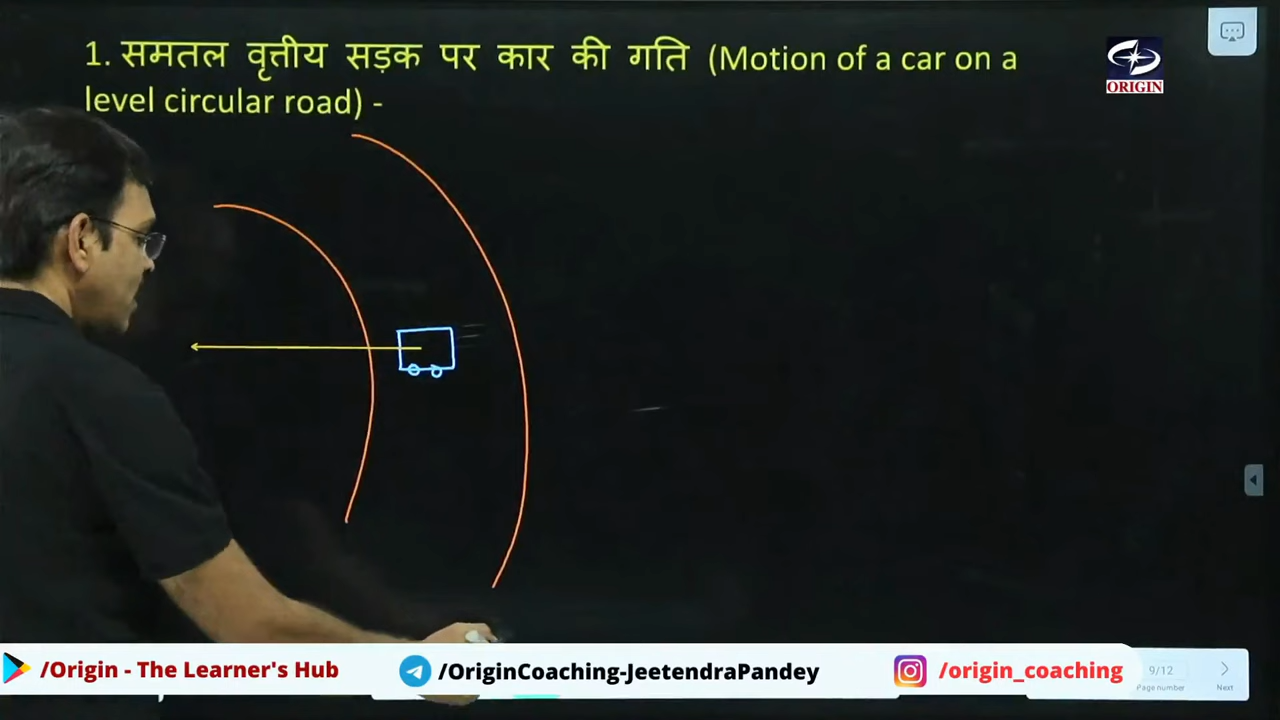 1. समतल वृत्तीय सड़क पर कार की गति (Motion of a car on a
level circular road) -
ORIGIN
/Origin - The Learner's Hub
/OriginCoaching-JeetendraPandey
/origin_coaching
9/12
Page number
Next